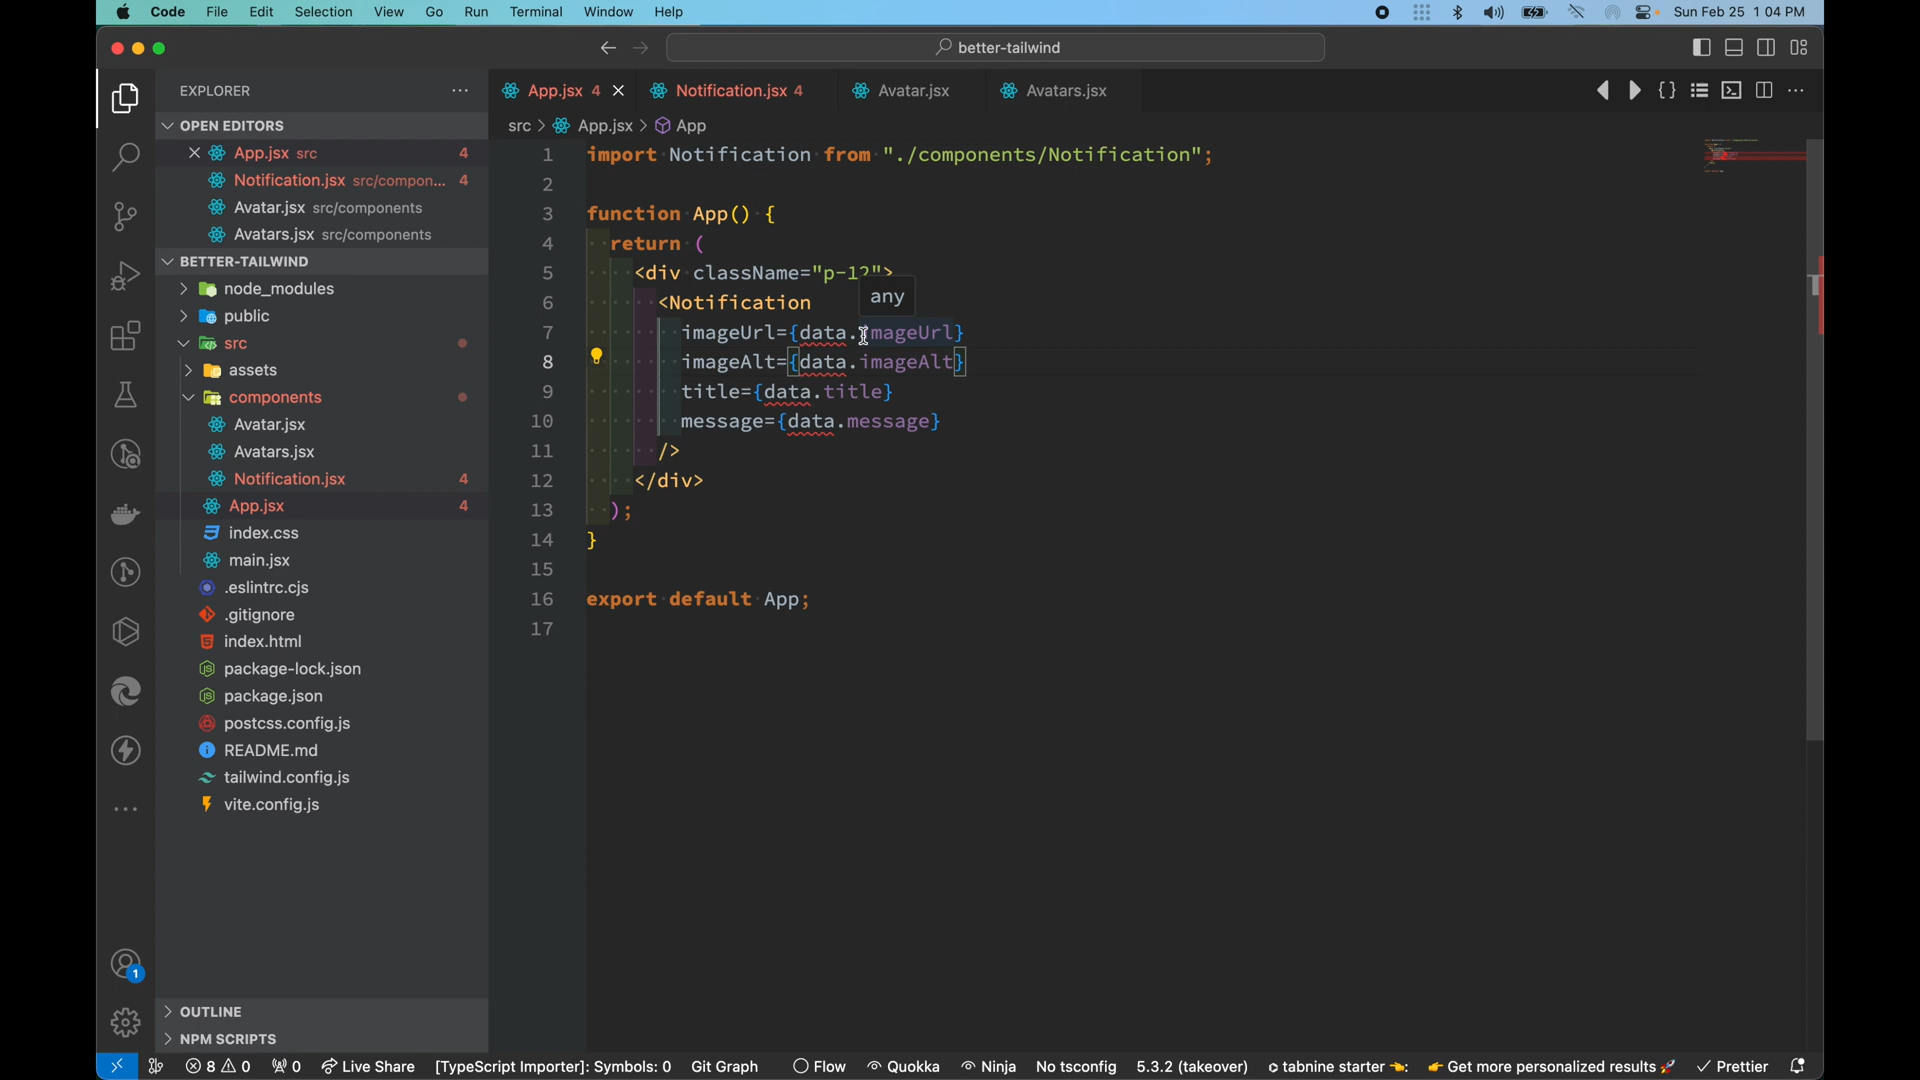 Code File Edit Selection View Go Run Terminal Window Help Sun Feb 25 1 04 PM
better-tailwind
EXPLORER
App.jsx 4 Notification.jsx 4 Avatar.jsx Avatars.jsx
OPEN EDITORS
src > App.jsx > App
App.jsx src 4
Notification.jsx src/compon... 4
Avatar.jsx src/components
Avatars.jsx src/components
BETTER-TAILWIND
node_modules
public
src
assets
components
Avatar.jsx
Avatars.jsx
Notification.jsx 4
App.jsx 4
index.css
main.jsx
.eslintrc.cjs
.gitignore
index.html
package-lock.json
package.json
postcss.config.js
README.md
tailwind.config.js
vite.config.js
OUTLINE
NPM SCRIPTS
1
1 import Notification from "./components/Notification";
2
3 function App() {
4 return (
5 <div className="p-12">
any
6 <Notification
7 imageUrl={data.imageUrl}
8 imageAlt={data.imageAlt}
9 title={data.title}
10 message={data.message}
11 />
12 </div>
13 );
14 }
15
16 export default App;
17
8 0 0 Live Share [TypeScript Importer]: Symbols: 0 Git Graph Flow Quokka Ninja No tsconfig 5.3.2 (takeover) tabnine starter 👈: 👉 Get more personalized results 🚀 Prettier